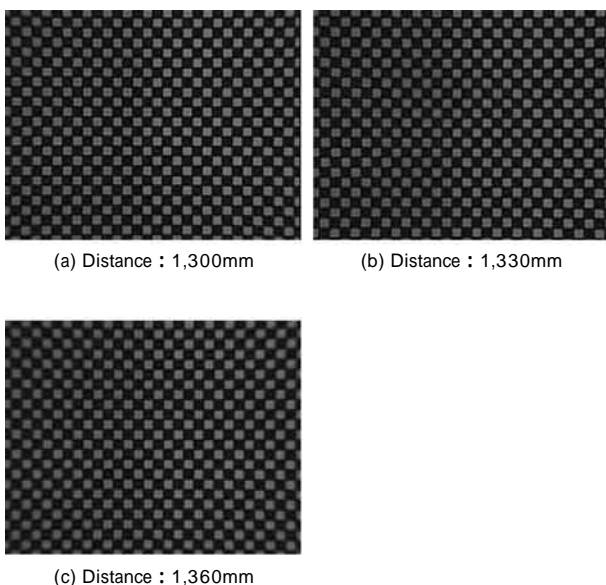 (a) Distance : 1,300mm
(b) Distance : 1,330mm
(c) Distance : 1,360mm